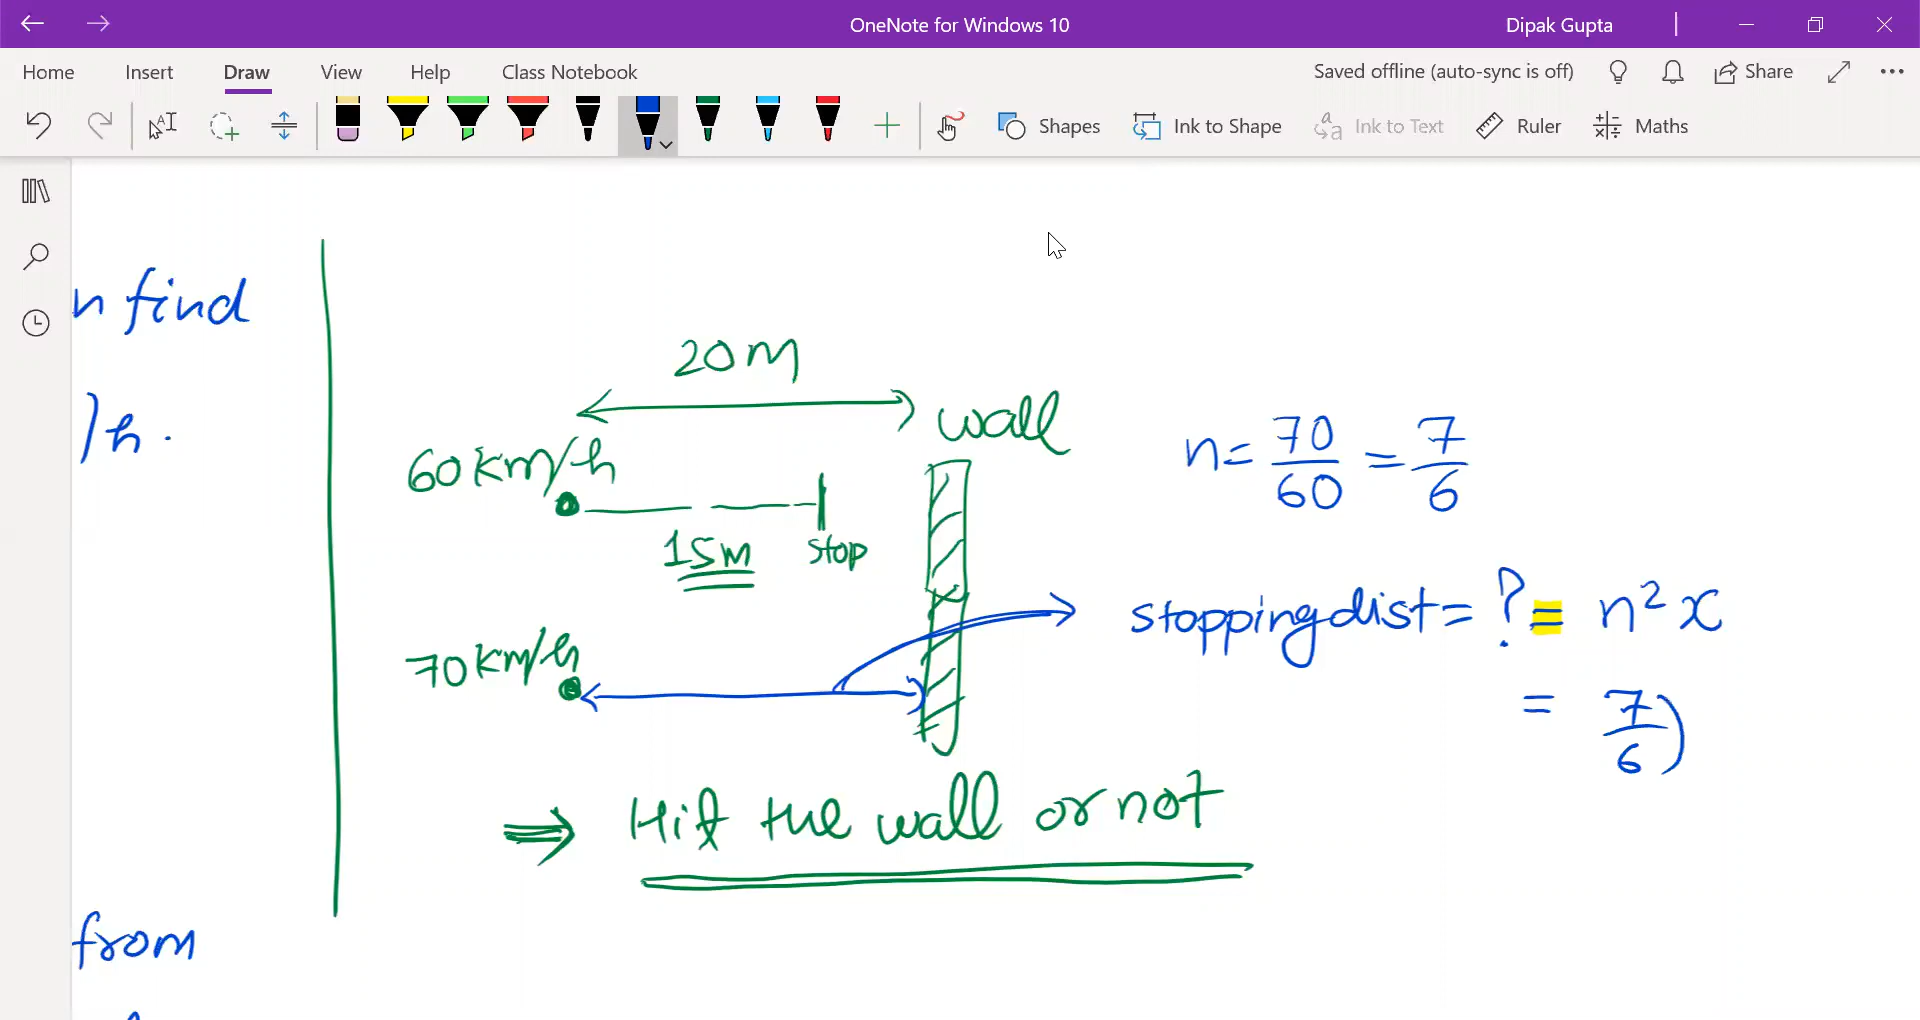 OneNote for Windows 10
Dipak Gupta
Home Insert Draw View Help Class Notebook
Saved offline (auto-sync is off) Share
Shapes Ink to Shape Ink to Text Ruler Maths
n find
/h.
from
20m
wall
60 km/h
15m stop
70 km/h
⇒ Hit the wall or not
n = 70/60 = 7/6
stopping dist = ? = n² x
= 7/6)